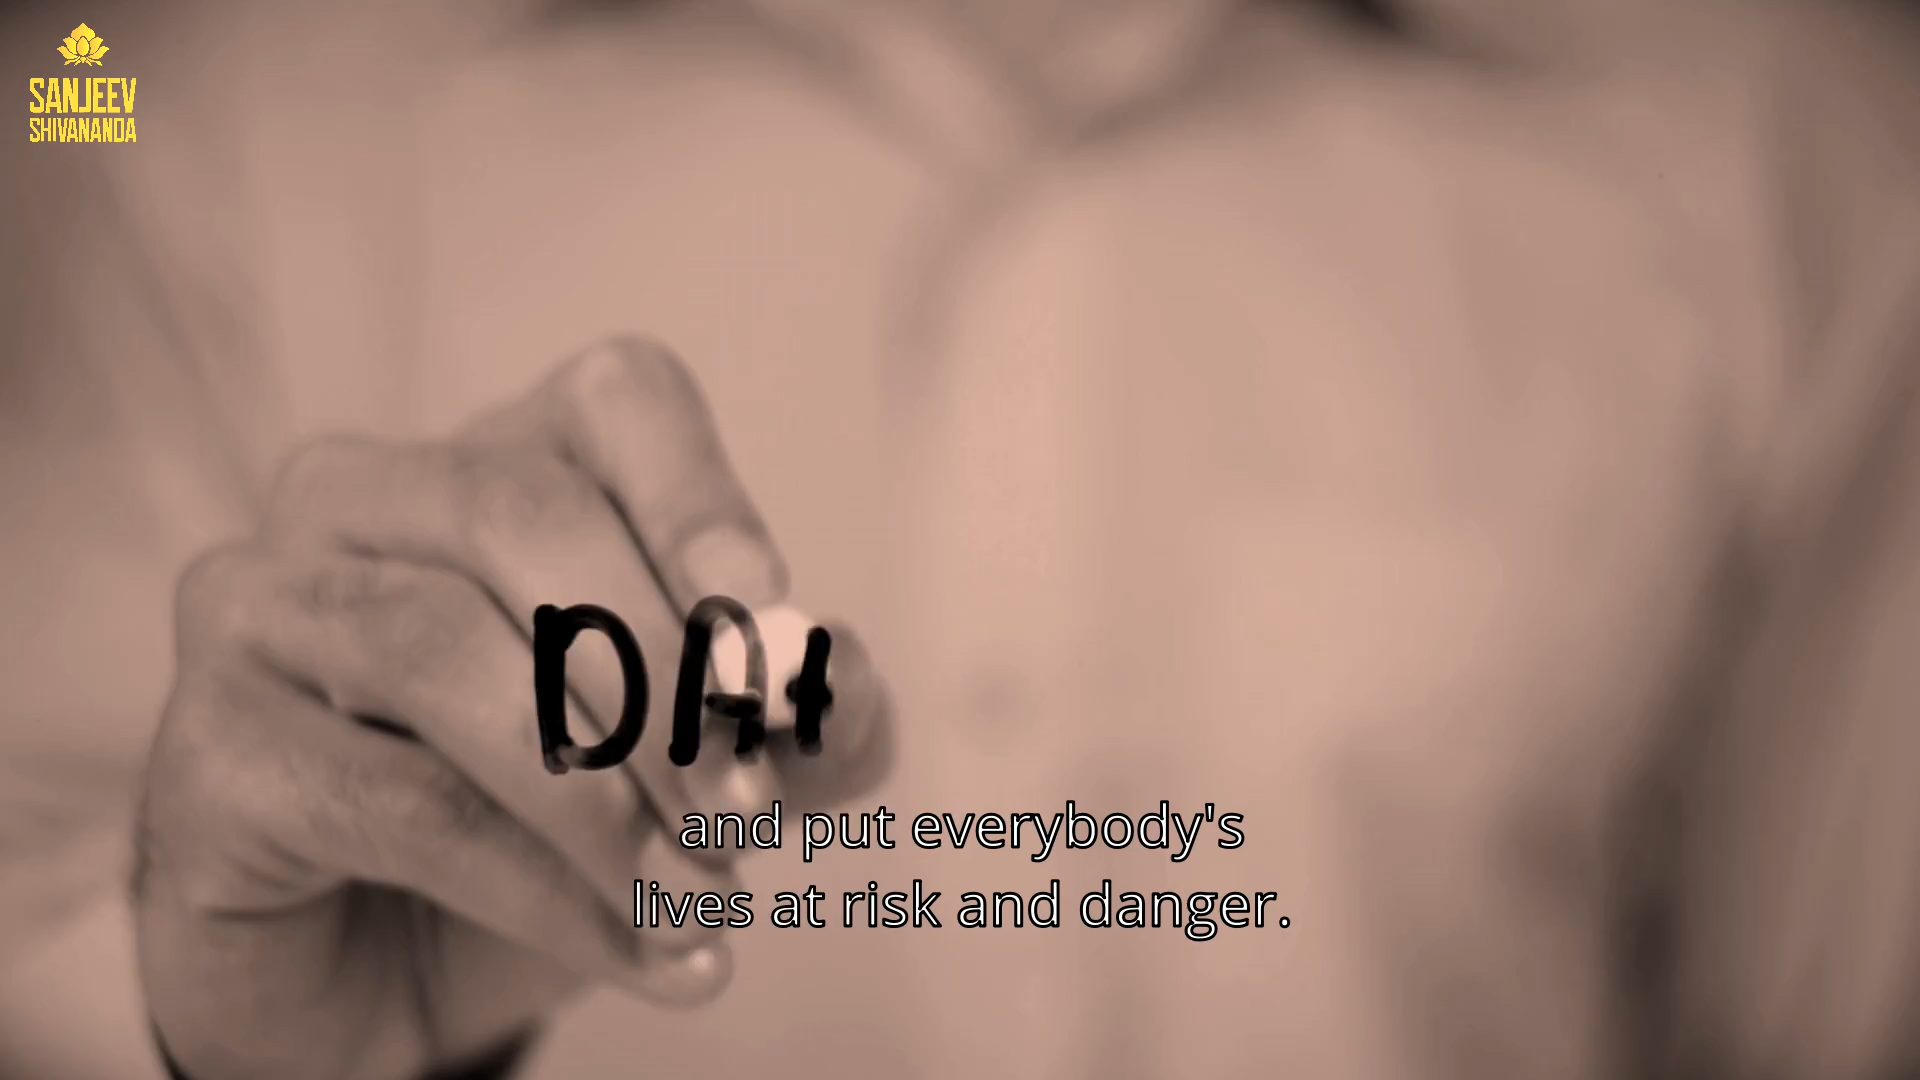 SANJEEV
SHIVANANDA
DA
and put everybody's
lives at risk and danger.